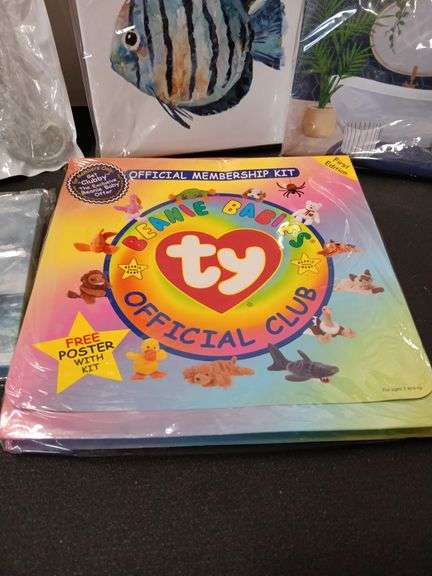 Get
"Clubby"
The Exclusive
Beanie Baby
Offer
OFFICIAL MEMBERSHIP KIT
First
Edition
BEANIE BABIES
ty
OFFICIAL CLUB
FREE
POSTER
WITH
KIT